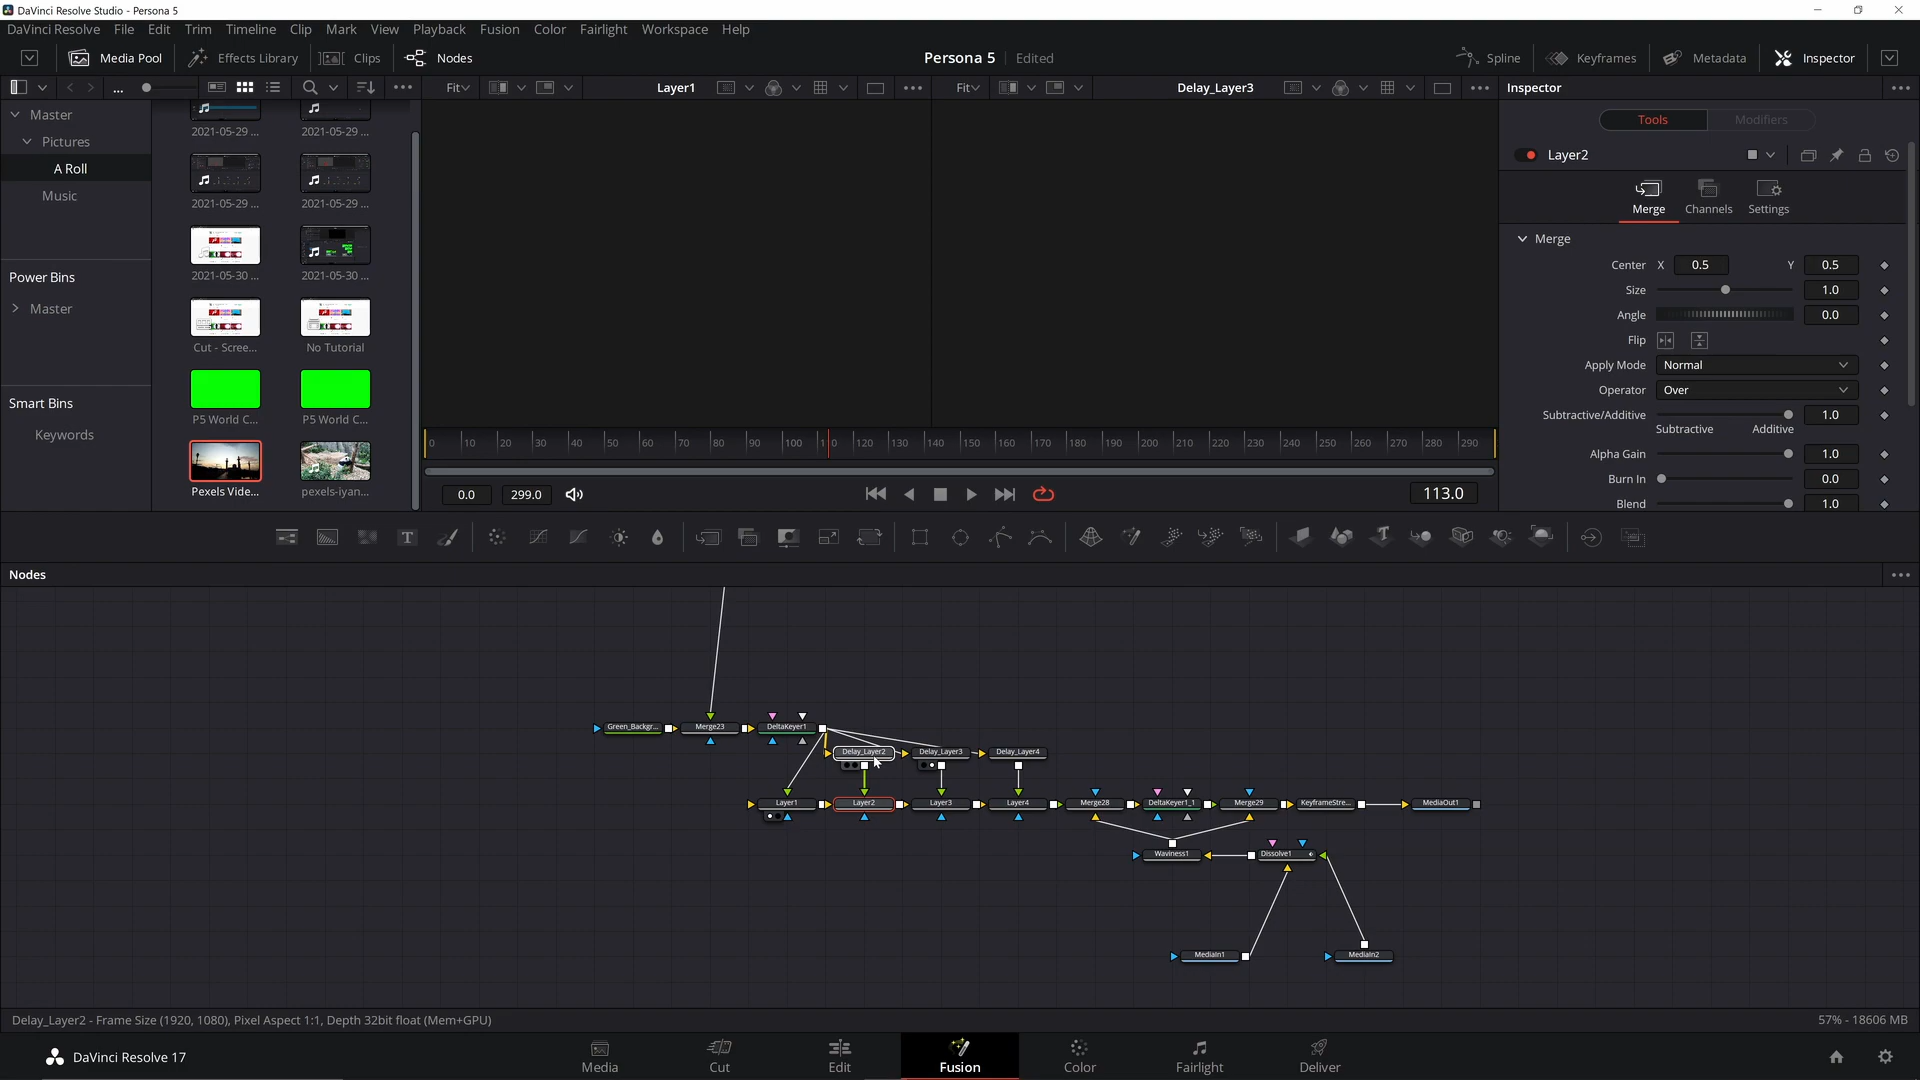 DaVinci Resolve Studio - Persona 5
DaVinci Resolve File Edit Trim Timeline Clip Mark View Playback Fusion Color Fairlight Workspace Help
Media Pool Effects Library Clips Nodes Persona 5 Edited Spline Keyframes Metadata Inspector
... Fit Layer1 ... Fit Delay_Layer3 ... Inspector ...
Master
Pictures
A Roll
Music
Power Bins
Master
Smart Bins
Keywords
2021-05-29 ... 2021-05-29 ...
2021-05-29 ... 2021-05-29 ...
2021-05-30 ... 2021-05-30 ...
Cut - Scree... No Tutorial
P5 World C... P5 World C...
Pexels Vide... pexels-iyan...
0 10 20 30 40 50 60 70 80 90 100 110 120 130 140 150 160 170 180 190 200 210 220 230 240 250 260 270 280 290
0.0 299.0 113.0
Tools Modifiers
Layer2
Merge Channels Settings
Merge
Center X 0.5 Y 0.5
Size 1.0
Angle 0.0
Flip
Apply Mode Normal
Operator Over
Subtractive/Additive 1.0
Subtractive Additive
Alpha Gain 1.0
Burn In 0.0
Blend 1.0
T T
Nodes ...
Green_Backgr... Merge23 DeltaKeyer1
Delay_Layer2 Delay_Layer3 Delay_Layer4
Layer1 Layer2 Layer3 Layer4 Merge28 DeltaKeyer1_1 Merge29 KeyframeStre... MediaOut1
Waviness1 Dissolve1
MediaIn1 MediaIn2
Delay_Layer2 - Frame Size (1920, 1080), Pixel Aspect 1:1, Depth 32bit float (Mem+GPU) 57% - 18606 MB
DaVinci Resolve 17 Media Cut Edit Fusion Color Fairlight Deliver